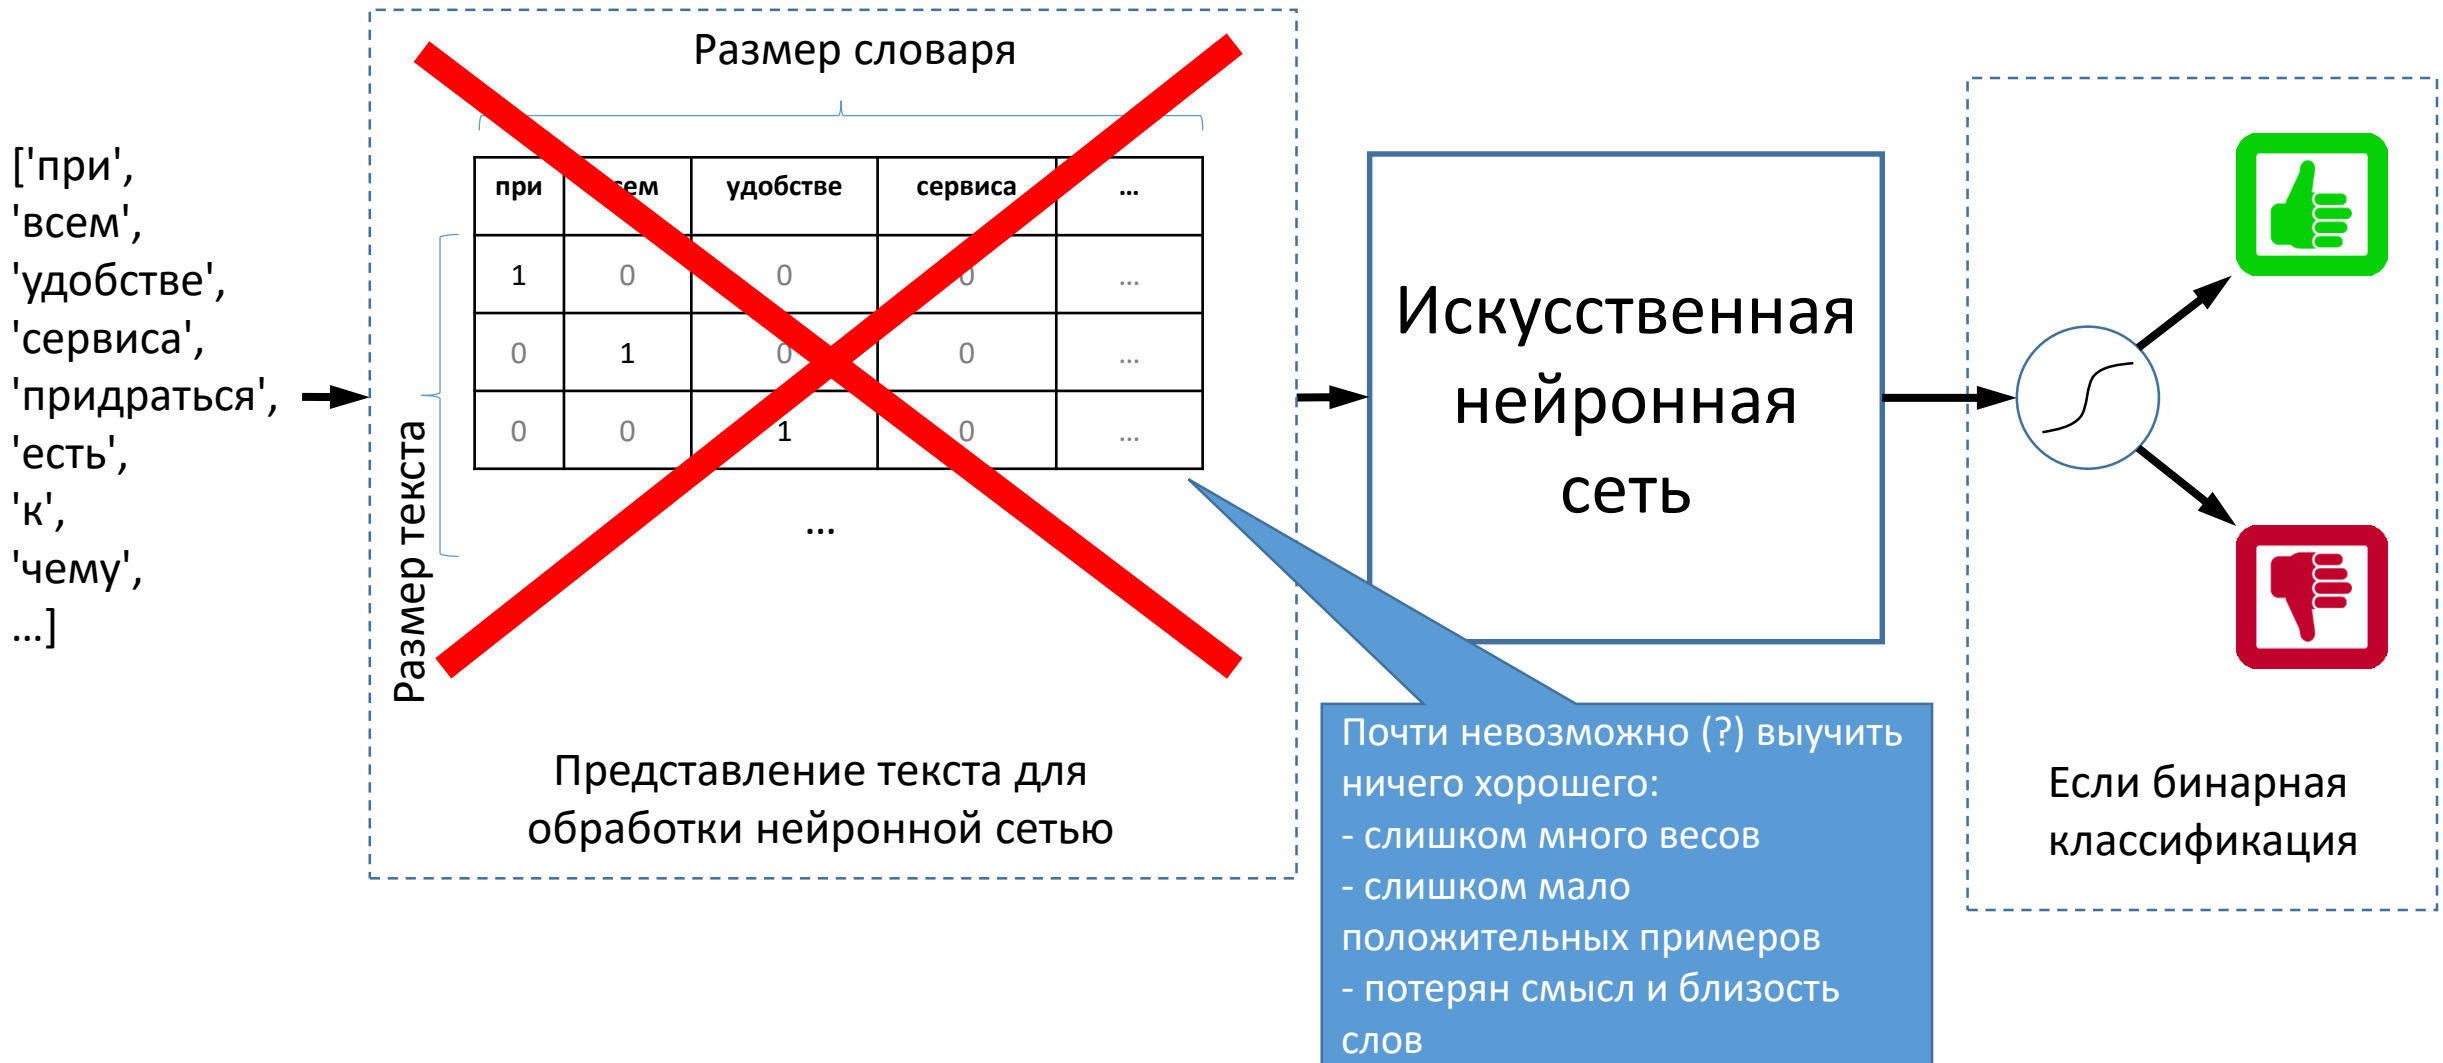 ['при',
'всем',
'удобстве',
'сервиса',
'придраться',
'есть',
'к',
'чему',
...]
Размер словаря
Размер текста
при сем удобстве сервиса ...
1 0 0 0 ...
0 1 0 0 ...
0 0 1 0 ...
...
Представление текста для
обработки нейронной сетью
Искусственная
нейронная
сеть
Почти невозможно (?) выучить
ничего хорошего:
- слишком много весов
- слишком мало
положительных примеров
- потерян смысл и близость
слов
Если бинарная
классификация